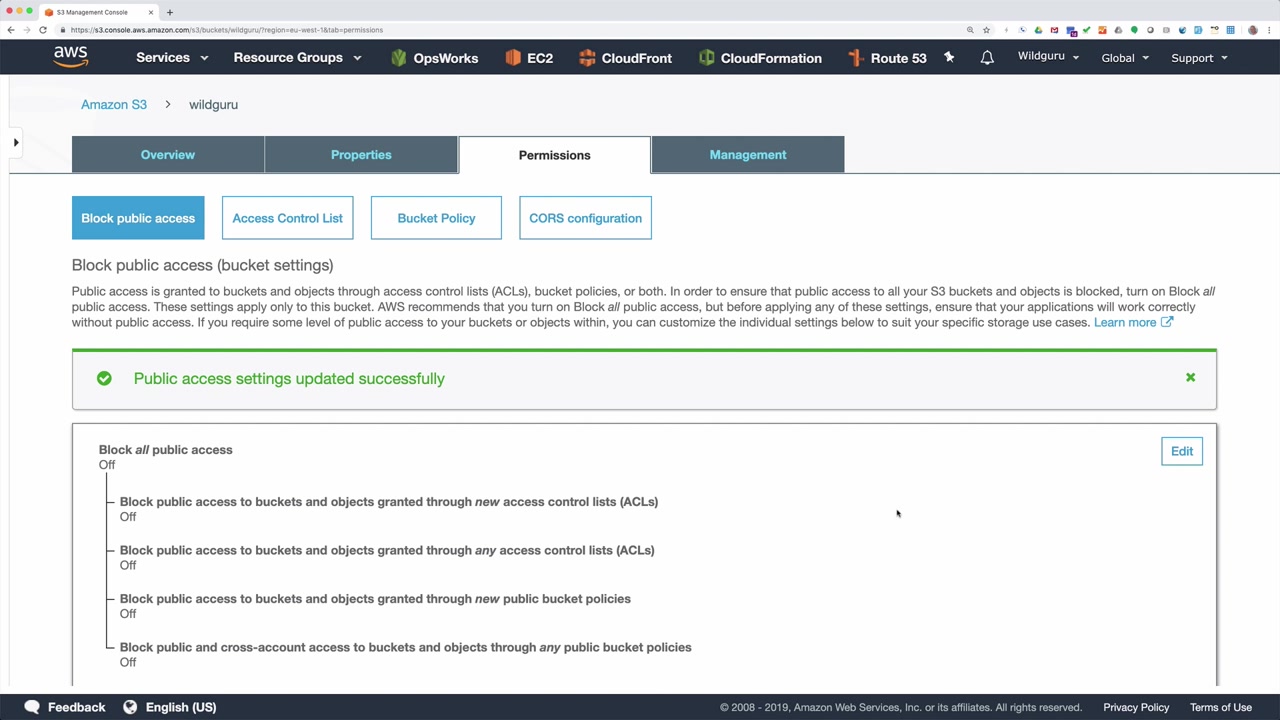 S3 Management Console
https://s3.console.aws.amazon.com/s3/buckets/wildguru/?region=eu-west-1&tab=permissions
aws
Services
Resource Groups
OpsWorks
EC2
CloudFront
CloudFormation
Route 53
Wildguru
Global
Support
Amazon S3
wildguru
Overview
Properties
Permissions
Management
Block public access
Access Control List
Bucket Policy
CORS configuration
Block public access (bucket settings)
Public access is granted to buckets and objects through access control lists (ACLs), bucket policies, or both. In order to ensure that public access to all your S3 buckets and objects is blocked, turn on Block all
public access. These settings apply only to this bucket. AWS recommends that you turn on Block all public access, but before applying any of these settings, ensure that your applications will work correctly
without public access. If you require some level of public access to your buckets or objects within, you can customize the individual settings below to suit your specific storage use cases. Learn more
Public access settings updated successfully
Block all public access
Off
Edit
Block public access to buckets and objects granted through new access control lists (ACLs)
Off
Block public access to buckets and objects granted through any access control lists (ACLs)
Off
Block public access to buckets and objects granted through new public bucket policies
Off
Block public and cross-account access to buckets and objects through any public bucket policies
Off
Feedback
English (US)
© 2008 - 2019, Amazon Web Services, Inc. or its affiliates. All rights reserved.
Privacy Policy
Terms of Use